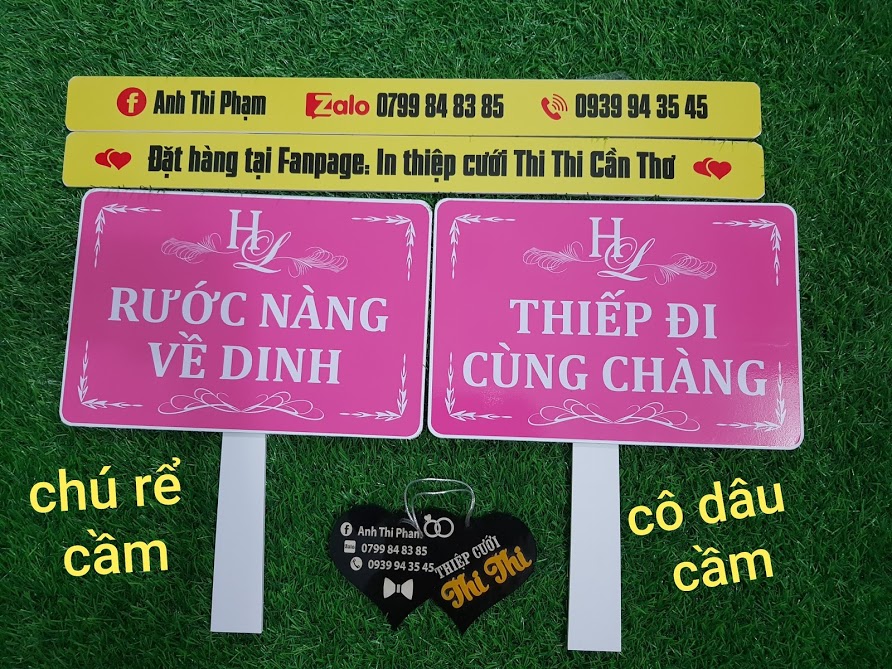 Anh Thi Phạm Zalo 0799 84 83 85 0939 94 35 45
Đặt hàng tại Fanpage: In thiệp cưới Thi Thi Cần Thơ
HL
RƯỚC NÀNG
VỀ DINH
HL
THIẾP ĐI
CÙNG CHÀNG
chú rể
cầm
cô dâu
cầm
Anh Thi Phạm
Zalo 0799 84 83 85
0939 94 35 45
THIỆP CƯỚI
Thi Thi